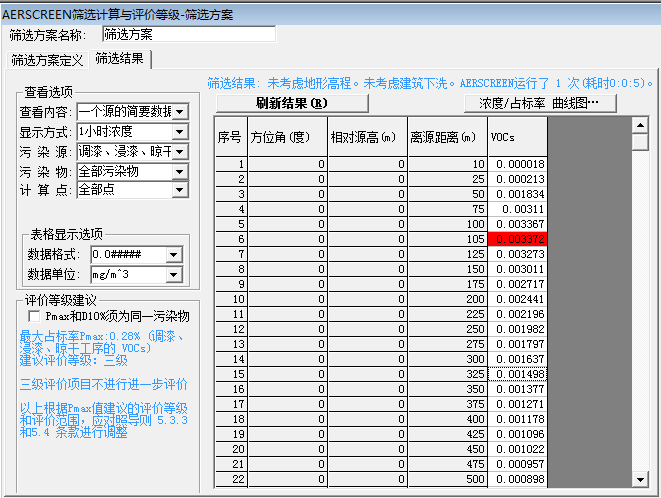 AERSCREEN筛选计算与评价等级-筛选方案
筛选方案名称: 筛选方案
筛选方案定义 筛选结果
筛选结果: 未考虑地形高程。未考虑建筑下洗。AERSCREEN运行了 1 次(耗时0:0:5)。
刷新结果(R) 浓度/占标率 曲线图…
查看选项
查看内容: 一个源的简要数据
显示方式: 1小时浓度
污 染 源: 调漆、浸漆、晾干
污 染 物: 全部污染物
计 算 点: 全部点
表格显示选项
数据格式: 0.0#####
数据单位: mg/m^3
评价等级建议
Pmax和D10%须为同一污染物
最大占标率Pmax:0.28% (调漆、
浸漆、晾干工序的 VOCs)
建议评价等级: 三级
三级评价项目不进行进一步评价
以上根据Pmax值建议的评价等级
和评价范围, 应对照导则 5.3.3
和5.4 条款进行调整
序号 方位角(度) 相对源高(m) 离源距离(m) VOCs
1 0 0 10 0.000018
2 0 0 25 0.000213
3 0 0 50 0.001834
4 0 0 75 0.00311
5 0 0 100 0.003367
6 0 0 105 0.003372
7 0 0 125 0.003273
8 0 0 150 0.003011
9 0 0 175 0.002717
10 0 0 200 0.002441
11 0 0 225 0.002196
12 0 0 250 0.001982
13 0 0 275 0.001797
14 0 0 300 0.001637
15 0 0 325 0.001498
16 0 0 350 0.001377
17 0 0 375 0.001271
18 0 0 400 0.001178
19 0 0 425 0.001096
20 0 0 450 0.001022
21 0 0 475 0.000957
22 0 0 500 0.000898